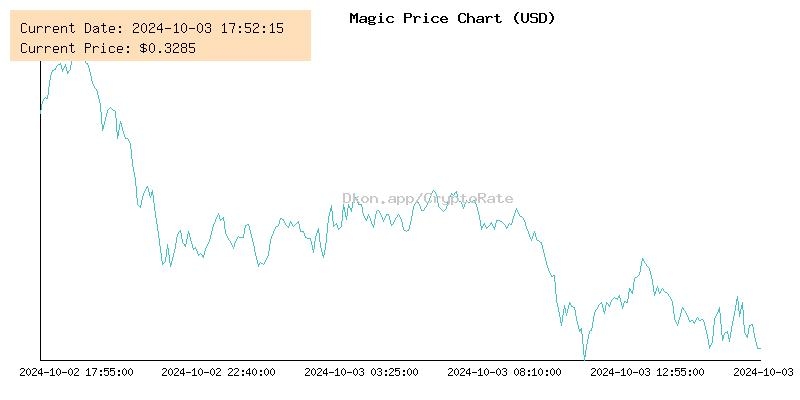 Magic Price Chart (USD)
Current Date: 2024-10-03 17:52:15
Current Price: $0.3285
Dkon.app/CryptoRate
2024-10-02 17:55:00
2024-10-02 22:40:00
2024-10-03 03:25:00
2024-10-03 08:10:00
2024-10-03 12:55:00
2024-10-03